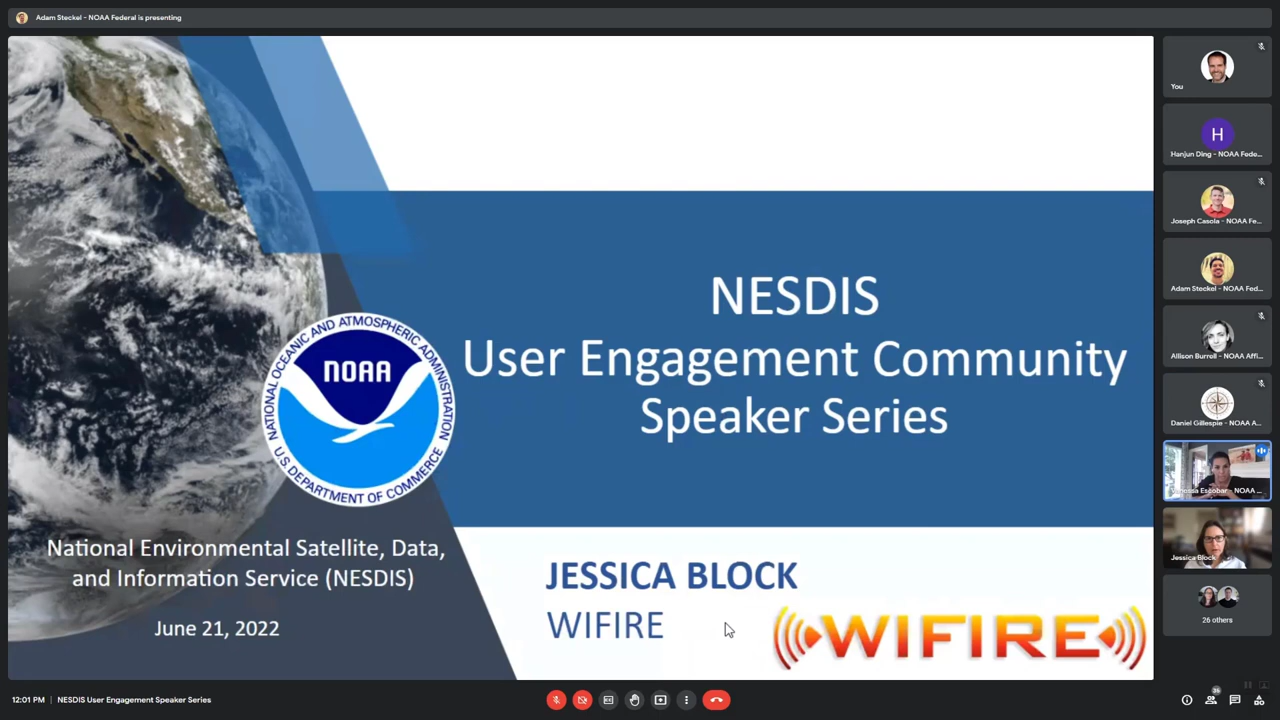 Adam Steckel - NOAA Federal is presenting
NESDIS
User Engagement Community
Speaker Series
NATIONAL OCEANIC AND ATMOSPHERIC ADMINISTRATION
NOAA
U.S. DEPARTMENT OF COMMERCE
National Environmental Satellite, Data,
and Information Service (NESDIS)
June 21, 2022
JESSICA BLOCK
WIFIRE
WIFIRE
You
H
Hanjun Ding - NOAA Fede...
Joseph Casola - NOAA Fe...
Adam Steckel - NOAA Fed...
Allison Burrell - NOAA Affi...
Daniel Gillespie - NOAA A...
Escobar - NOAA ...
Jessica Block
26 others
12:01 PM | NESDIS User Engagement Speaker Series